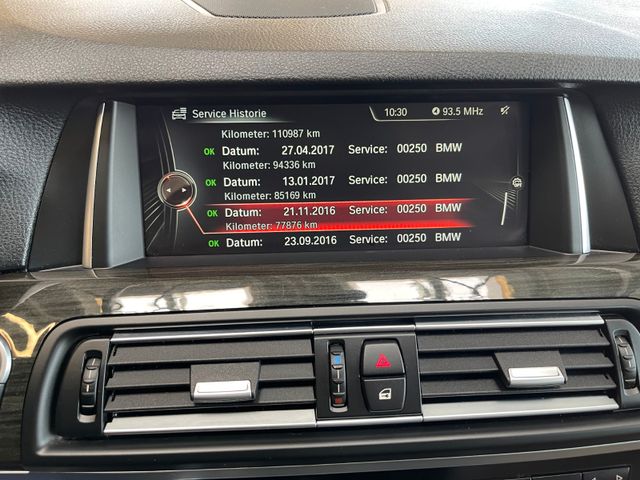 Service Historie 10:30 93.5 MHz
Kilometer: 110987 km
OK Datum: 27.04.2017 Service: 00250 BMW
Kilometer: 94336 km
OK Datum: 13.01.2017 Service: 00250 BMW
Kilometer: 85169 km
OK Datum: 21.11.2016 Service: 00250 BMW
Kilometer: 77876 km
OK Datum: 23.09.2016 Service: 00250 BMW